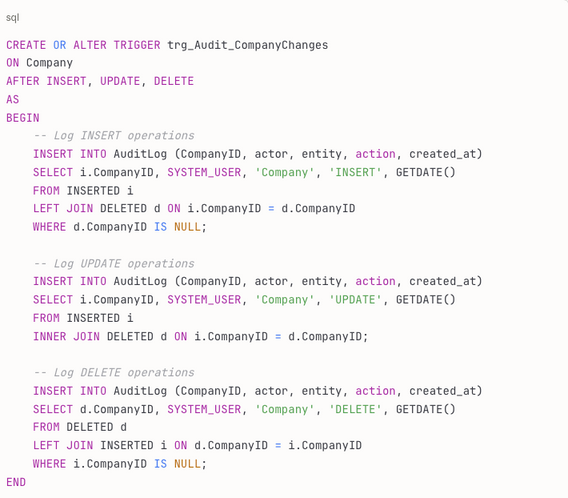 sql
CREATE OR ALTER TRIGGER trg_Audit_CompanyChanges
ON Company
AFTER INSERT, UPDATE, DELETE
AS
BEGIN
    -- Log INSERT operations
    INSERT INTO AuditLog (CompanyID, actor, entity, action, created_at)
    SELECT i.CompanyID, SYSTEM_USER, 'Company', 'INSERT', GETDATE()
    FROM INSERTED i
    LEFT JOIN DELETED d ON i.CompanyID = d.CompanyID
    WHERE d.CompanyID IS NULL;

    -- Log UPDATE operations
    INSERT INTO AuditLog (CompanyID, actor, entity, action, created_at)
    SELECT i.CompanyID, SYSTEM_USER, 'Company', 'UPDATE', GETDATE()
    FROM INSERTED i
    INNER JOIN DELETED d ON i.CompanyID = d.CompanyID;

    -- Log DELETE operations
    INSERT INTO AuditLog (CompanyID, actor, entity, action, created_at)
    SELECT d.CompanyID, SYSTEM_USER, 'Company', 'DELETE', GETDATE()
    FROM DELETED d
    LEFT JOIN INSERTED i ON d.CompanyID = i.CompanyID
    WHERE i.CompanyID IS NULL;
END